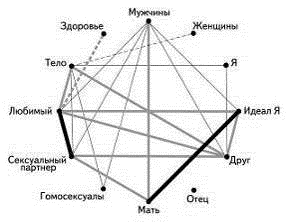 Мужчины
Здоровье
Женщины
Тело
Я
Любимый
Идеал Я
Сексуальный
партнер
Друг
Гомосексуалы
Отец
Мать